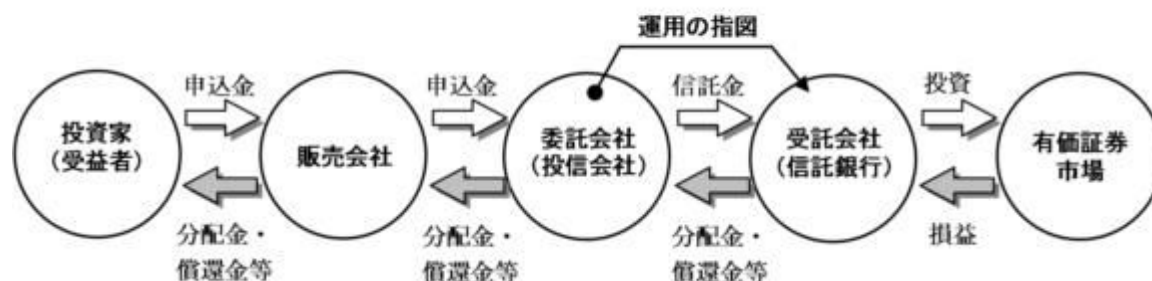 運用の指図
申込金
申込金
信託金
投資
投資家
（受益者）
販売会社
委託会社
（投信会社）
受託会社
（信託銀行）
有価証券
市場
分配金・
償還金等
分配金・
償還金等
分配金・
償還金等
損益